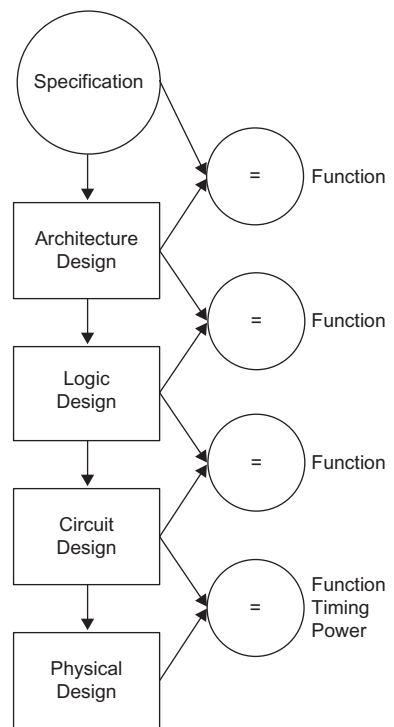 Specification
=
Function
Architecture
Design
=
Function
Logic
Design
=
Function
Circuit
Design
=
Function
Timing
Power
Physical
Design